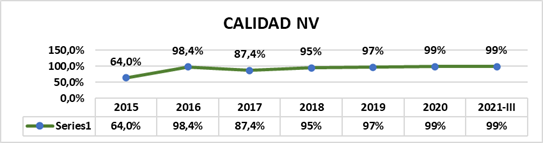 CALIDAD NV
150,0%
100,0%
50,0%
0,0%
64,0% 98,4% 87,4% 95% 97% 99% 99%
2015 2016 2017 2018 2019 2020 2021-III
Series1 64,0% 98,4% 87,4% 95% 97% 99% 99%